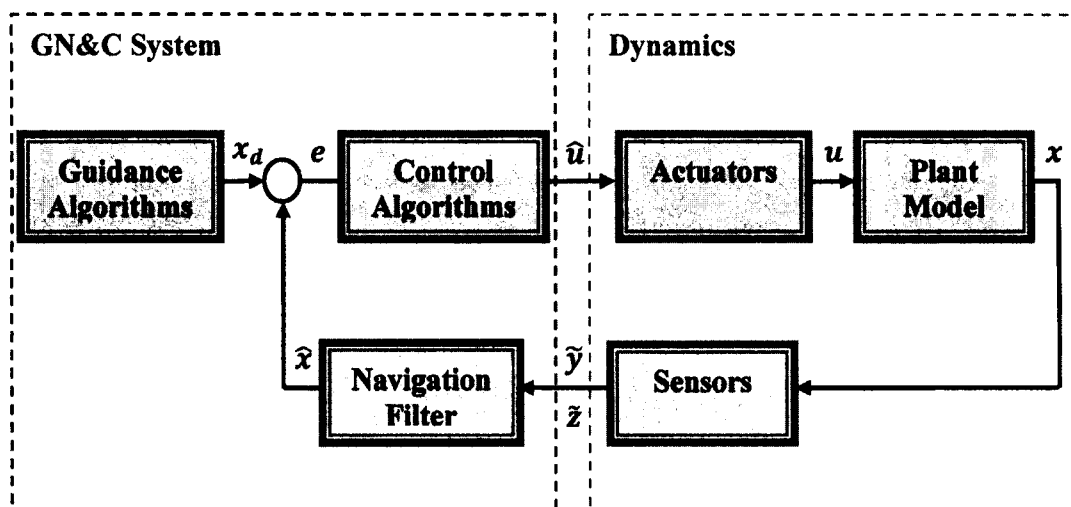 GN&C System
Dynamics
Guidance
Algorithms
x_d
e
Control
Algorithms
û
Actuators
u
Plant
Model
x
x̂
Navigation
Filter
ỹ
z̃
Sensors